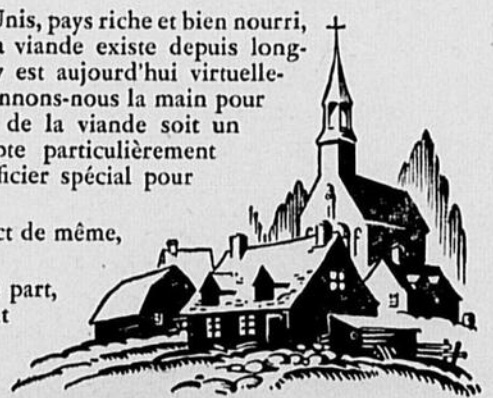 Unis, pays riche et bien nourri,
viande existe depuis long-
y est aujourd'hui virtuelle-
nnons-nous la main pour
de la viande soit un
pte particulièrement
ficier spécial pour
ct de même,
part,
t